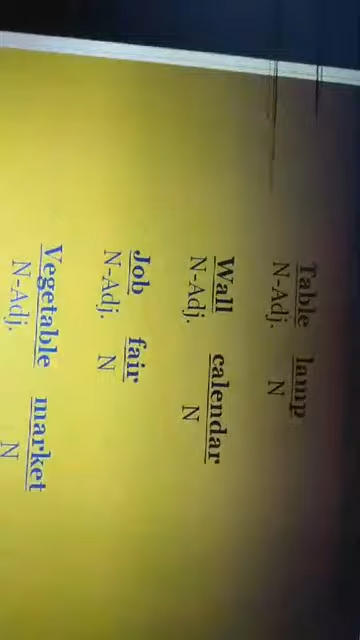 Table lamp
N-Adj. N
Wall calendar
N-Adj. N
Job fair
N-Adj. N
Vegetable market
N-Adj. N